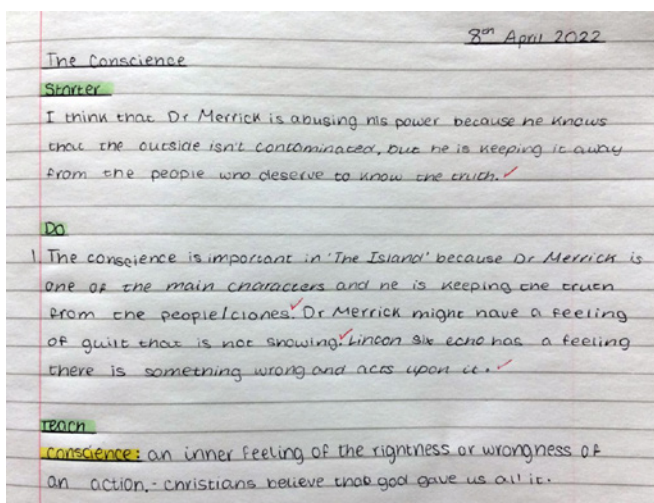 8th April 2022
The Conscience
Starter
I think that Dr Merrick is abusing his power because he knows
that the outside isn't contaminated, but he is keeping it away
from the people who deserve to know the truth.
Do
1. The conscience is important in 'The Island' because Dr Merrick is
one of the main characters and he is keeping the truth
from the people/clones. Dr Merrick might have a feeling
of guilt that is not showing. Lincon Six echo has a feeling
there is something wrong and acts upon it.
Teach
Conscience: an inner feeling of the rightness or wrongness of
an action. - christians believe that god gave us all it.